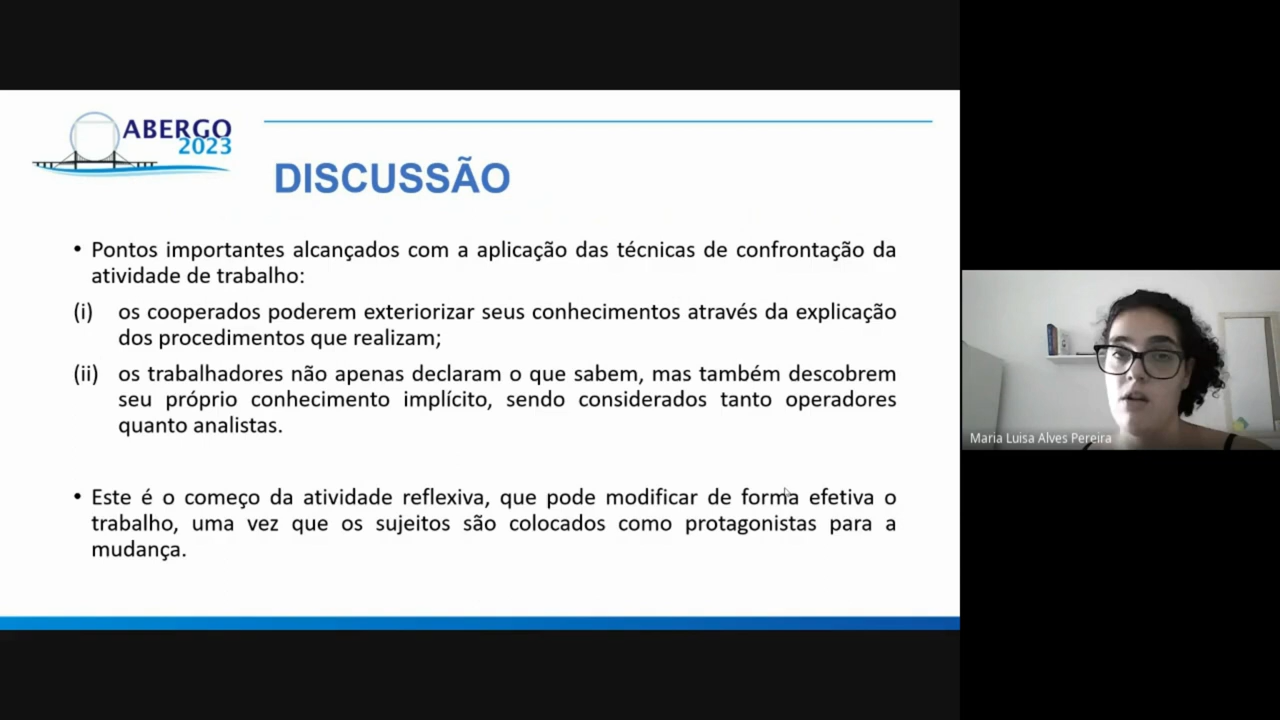 ABERGO
2023
DISCUSSÃO
• Pontos importantes alcançados com a aplicação das técnicas de confrontação da
atividade de trabalho:
(i) os cooperados poderem exteriorizar seus conhecimentos através da explicação
dos procedimentos que realizam;
(ii) os trabalhadores não apenas declaram o que sabem, mas também descobrem
seu próprio conhecimento implícito, sendo considerados tanto operadores
quanto analistas.
• Este é o começo da atividade reflexiva, que pode modificar de forma efetiva o
trabalho, uma vez que os sujeitos são colocados como protagonistas para a
mudança.
Maria Luisa Alves Pereira